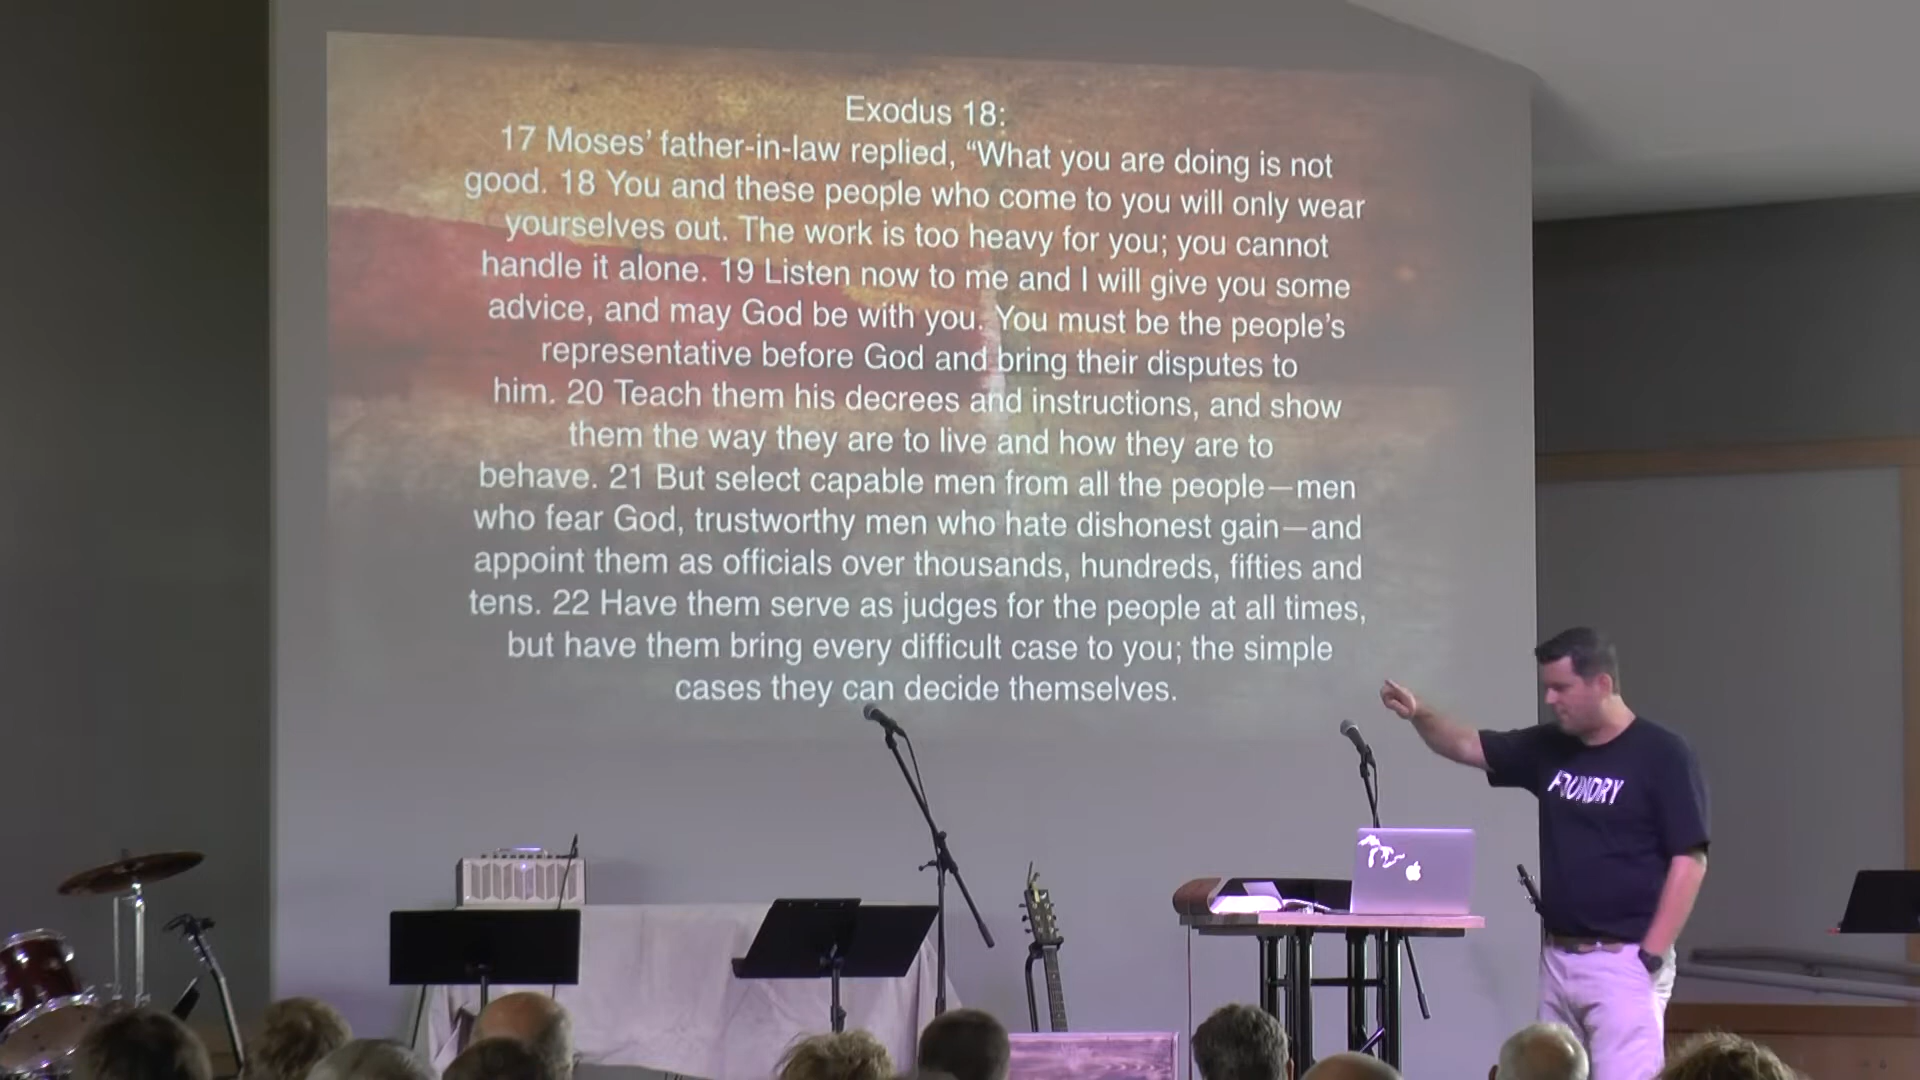 Exodus 18:
17 Moses’ father-in-law replied, “What you are doing is not
good. 18 You and these people who come to you will only wear
yourselves out. The work is too heavy for you; you cannot
handle it alone. 19 Listen now to me and I will give you some
advice, and may God be with you. You must be the people’s
representative before God and bring their disputes to
him. 20 Teach them his decrees and instructions, and show
them the way they are to live and how they are to
behave. 21 But select capable men from all the people—men
who fear God, trustworthy men who hate dishonest gain—and
appoint them as officials over thousands, hundreds, fifties and
tens. 22 Have them serve as judges for the people at all times,
but have them bring every difficult case to you; the simple
cases they can decide themselves.
FOUNDRY